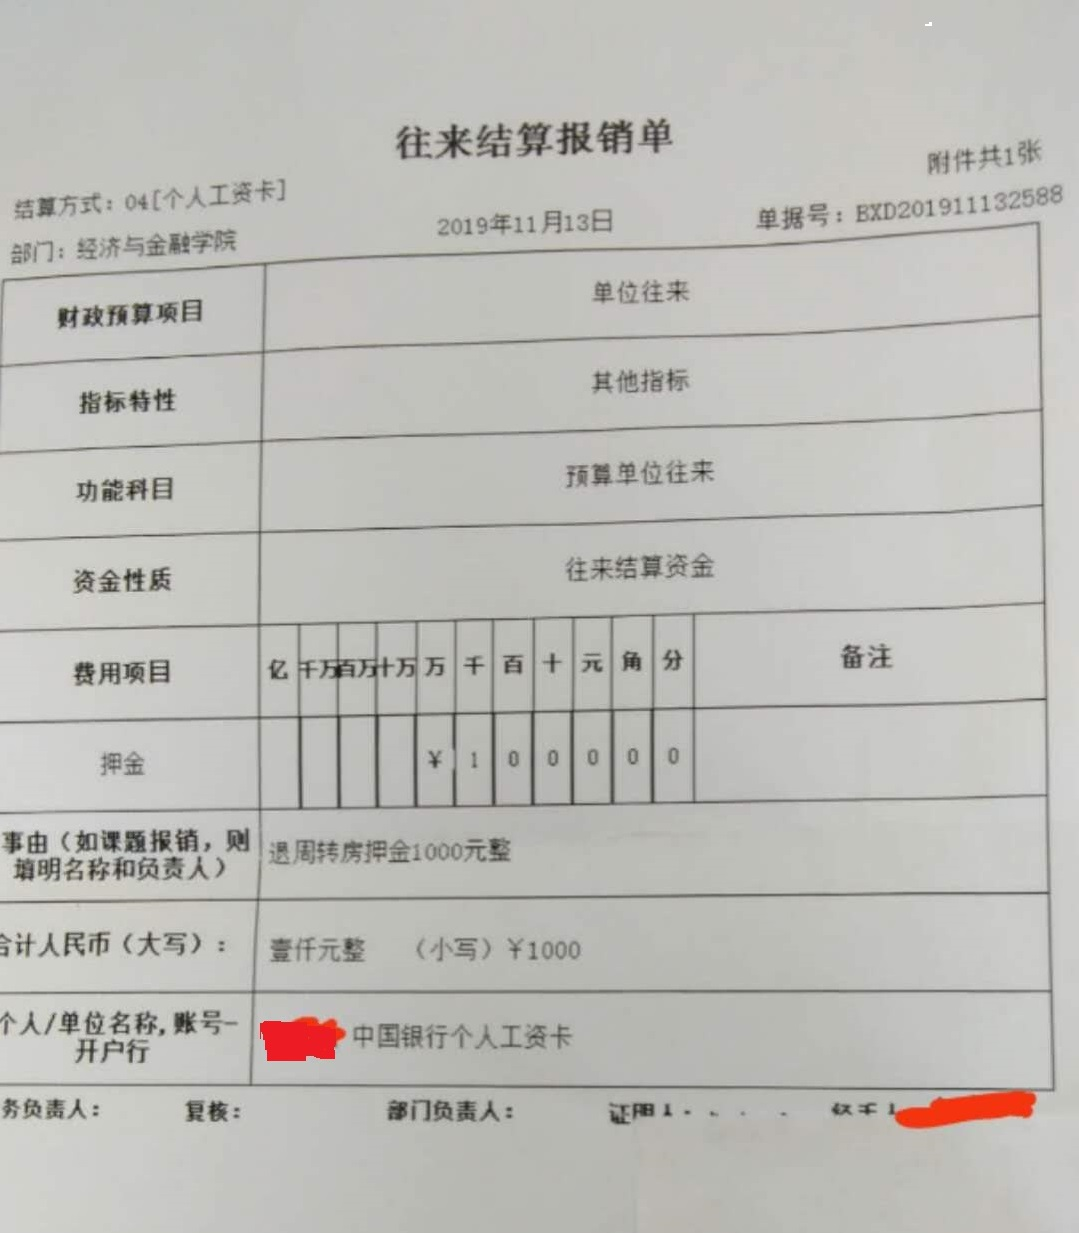 往来结算报销单
附件共1张
结算方式：04[个人工资卡]
2019年11月13日
单据号：BXD201911132588
部门：经济与金融学院
财政预算项目 单位往来
指标特性 其他指标
功能科目 预算单位往来
资金性质 往来结算资金
费用项目 亿 千万 百万 十万 万 千 百 十 元 角 分 备注
押金 ¥ 1 0 0 0 0 0
事由（如课题报销，则
填明名称和负责人） 退周转房押金1000元整
合计人民币（大写）： 壹仟元整 （小写）¥1000
个人/单位名称,账号-
开户行 中国银行个人工资卡
务负责人： 复核： 部门负责人：